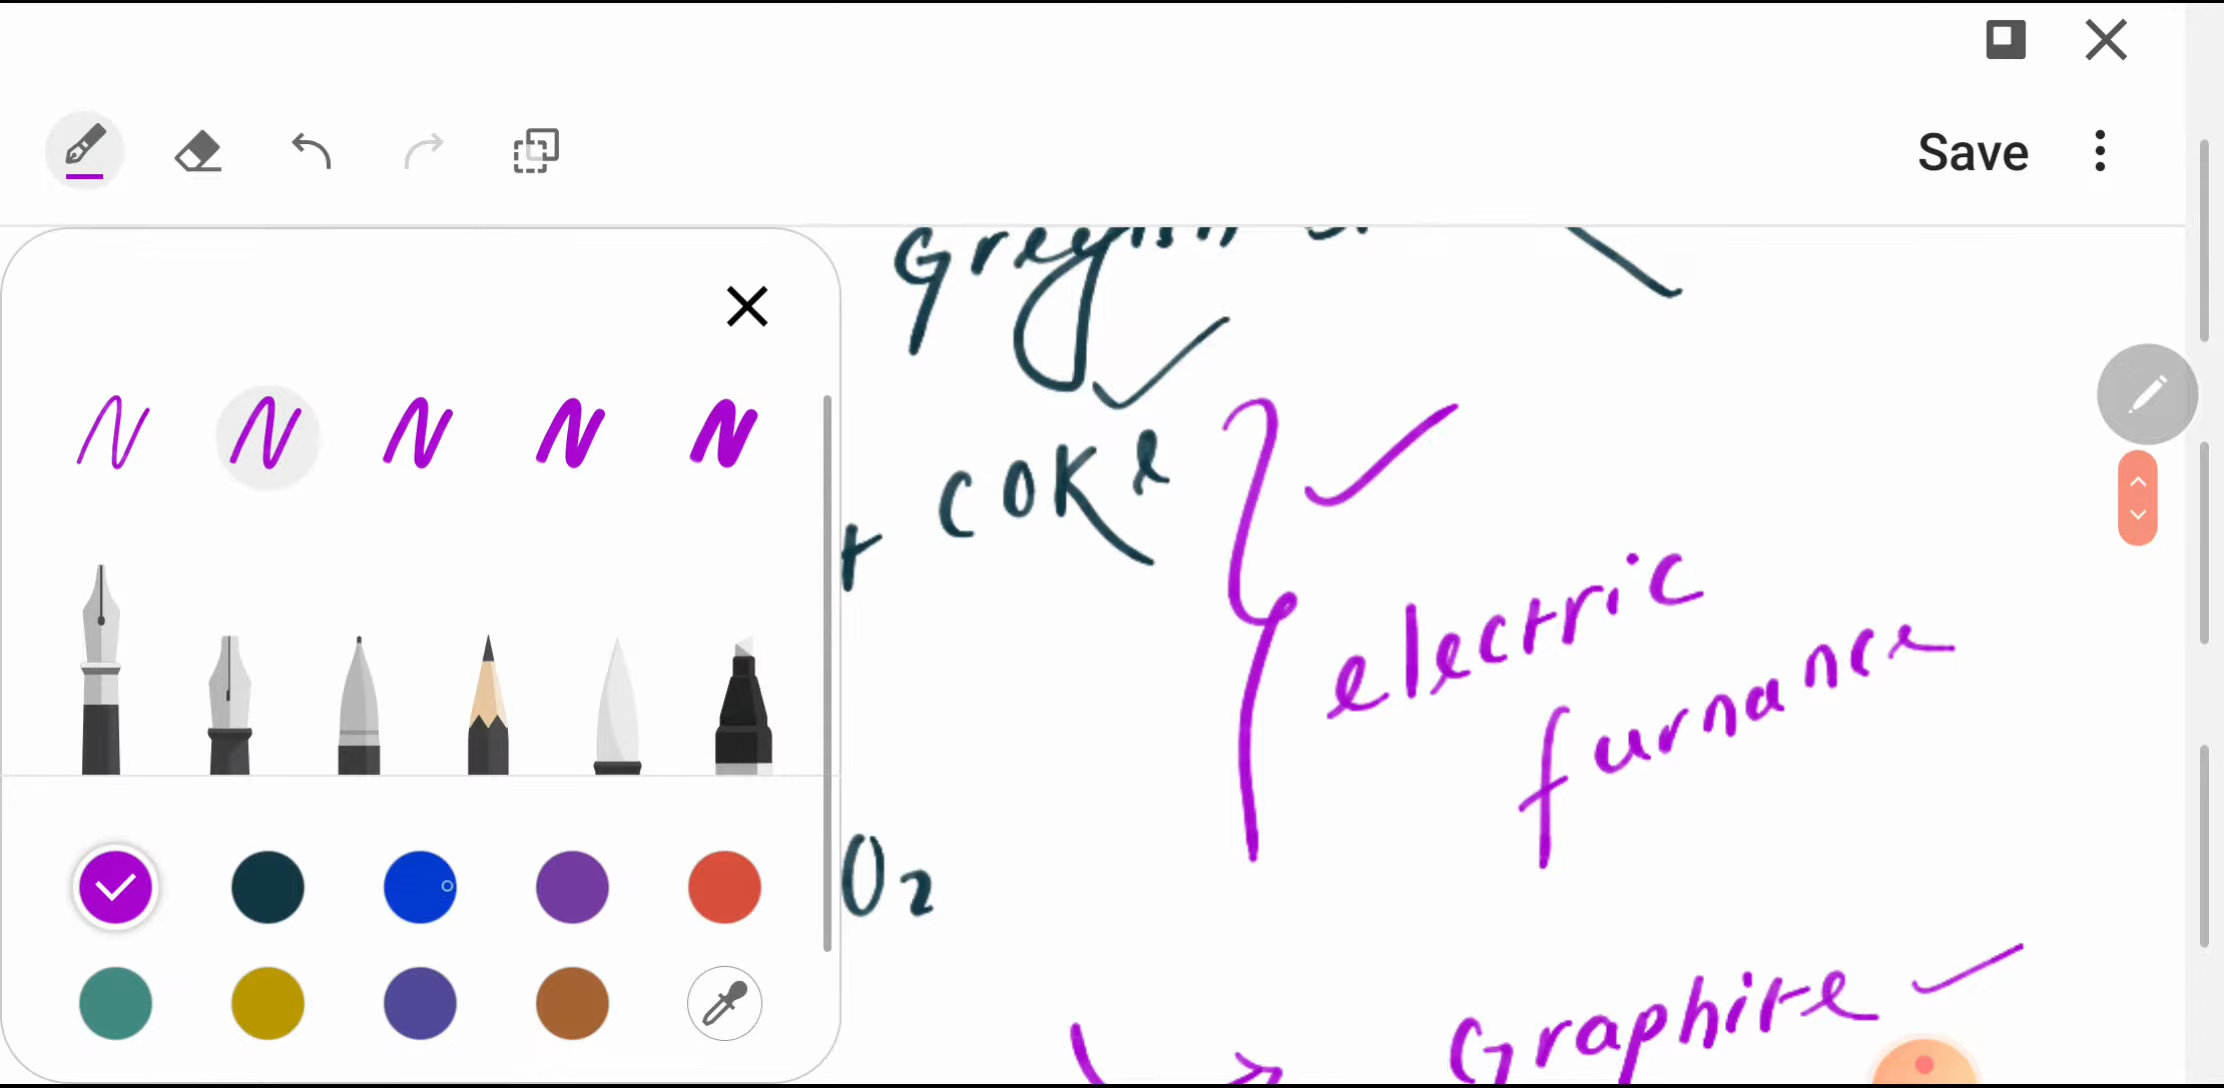 Save
+ coke
electric
furnance
O2
Graphite